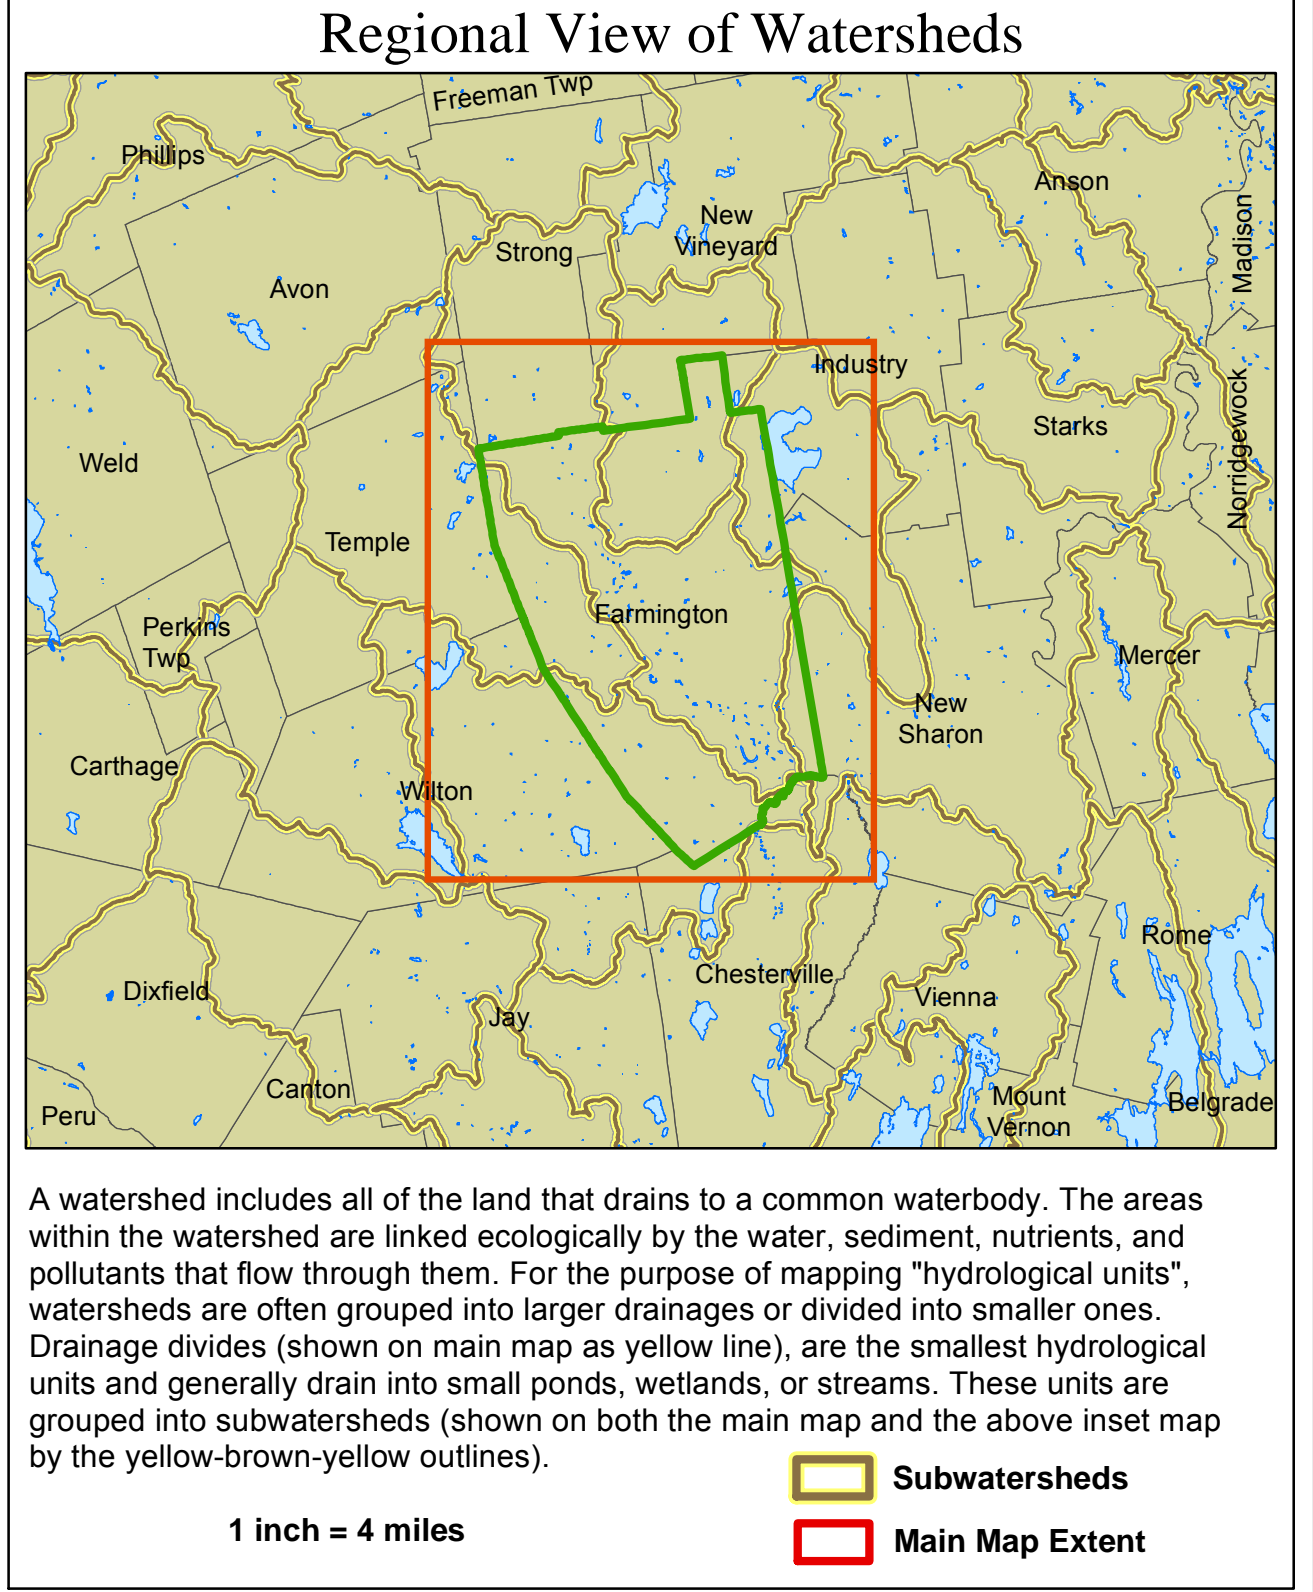 Regional View of Watersheds
Freeman Twp
Phillips
Anson
New
Vineyard
Madison
Strong
Avon
Industry
Starks
Norridgewock
Weld
Temple
Farmington
Perkins
Twp
Mercer
New
Sharon
Carthage
Wilton
Rome
Chesterville
Dixfield
Vienna
Jay
Canton
Mount
Vernon
Belgrade
Peru
A watershed includes all of the land that drains to a common waterbody. The areas
within the watershed are linked ecologically by the water, sediment, nutrients, and
pollutants that flow through them. For the purpose of mapping "hydrological units",
watersheds are often grouped into larger drainages or divided into smaller ones.
Drainage divides (shown on main map as yellow line), are the smallest hydrological
units and generally drain into small ponds, wetlands, or streams. These units are
grouped into subwatersheds (shown on both the main map and the above inset map
by the yellow-brown-yellow outlines).
Subwatersheds
1 inch = 4 miles
Main Map Extent